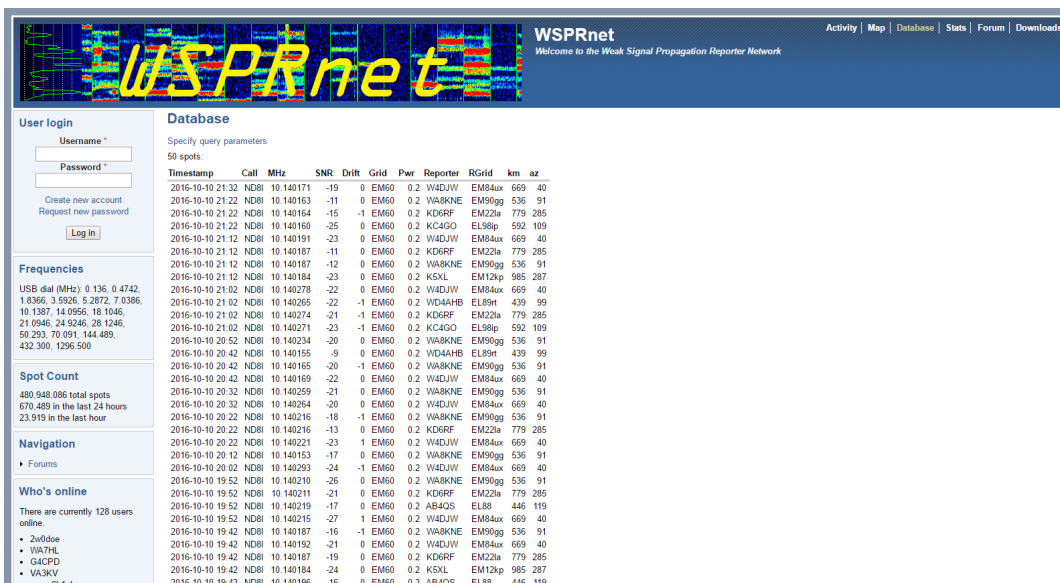 WSPRnet
WSPRnet
Welcome to the Weak Signal Propagation Reporter Network
Activity | Map | Database | Stats | Forum | Downloads
User login
Username *
Password *
Create new account
Request new password
Log in
Frequencies
USB dial (MHz): 0.136, 0.4742,
1.8366, 3.5926, 5.2872, 7.0386,
10.1387, 14.0956, 18.1046,
21.0946, 24.9246, 28.1246,
50.293, 70.091, 144.489,
432.300, 1296.500
Spot Count
480,948,086 total spots
670,489 in the last 24 hours
23,919 in the last hour
Navigation
Forums
Who's online
There are currently 128 users
online.
2w0doe
WA7HL
G4CPD
VA3KV
Database
Specify query parameters
50 spots:
Timestamp Call MHz SNR Drift Grid Pwr Reporter RGrid km az
2016-10-10 21:32 ND8I 10.140171 -19 0 EM60 0.2 W4DJW EM84ux 669 40
2016-10-10 21:22 ND8I 10.140163 -11 0 EM60 0.2 WA8KNE EM90gg 536 91
2016-10-10 21:22 ND8I 10.140164 -15 -1 EM60 0.2 KD6RF EM22la 779 285
2016-10-10 21:22 ND8I 10.140160 -25 0 EM60 0.2 KC4GO EL98ip 592 109
2016-10-10 21:12 ND8I 10.140191 -23 0 EM60 0.2 W4DJW EM84ux 669 40
2016-10-10 21:12 ND8I 10.140187 -11 0 EM60 0.2 KD6RF EM22la 779 285
2016-10-10 21:12 ND8I 10.140187 -12 0 EM60 0.2 WA8KNE EM90gg 536 91
2016-10-10 21:12 ND8I 10.140184 -23 0 EM60 0.2 K5XL EM12kp 985 287
2016-10-10 21:02 ND8I 10.140278 -22 0 EM60 0.2 W4DJW EM84ux 669 40
2016-10-10 21:02 ND8I 10.140265 -22 -1 EM60 0.2 WD4AHB EL89rt 439 99
2016-10-10 21:02 ND8I 10.140274 -21 -1 EM60 0.2 KD6RF EM22la 779 285
2016-10-10 21:02 ND8I 10.140271 -23 -1 EM60 0.2 KC4GO EL98ip 592 109
2016-10-10 20:52 ND8I 10.140234 -20 0 EM60 0.2 WA8KNE EM90gg 536 91
2016-10-10 20:42 ND8I 10.140155 -9 0 EM60 0.2 WD4AHB EL89rt 439 99
2016-10-10 20:42 ND8I 10.140165 -20 -1 EM60 0.2 WA8KNE EM90gg 536 91
2016-10-10 20:42 ND8I 10.140169 -22 0 EM60 0.2 W4DJW EM84ux 669 40
2016-10-10 20:32 ND8I 10.140259 -21 0 EM60 0.2 WA8KNE EM90gg 536 91
2016-10-10 20:32 ND8I 10.140264 -20 0 EM60 0.2 W4DJW EM84ux 669 40
2016-10-10 20:22 ND8I 10.140216 -18 -1 EM60 0.2 WA8KNE EM90gg 536 91
2016-10-10 20:22 ND8I 10.140216 -13 0 EM60 0.2 KD6RF EM22la 779 285
2016-10-10 20:22 ND8I 10.140221 -23 1 EM60 0.2 W4DJW EM84ux 669 40
2016-10-10 20:12 ND8I 10.140153 -17 0 EM60 0.2 WA8KNE EM90gg 536 91
2016-10-10 20:02 ND8I 10.140293 -24 -1 EM60 0.2 W4DJW EM84ux 669 40
2016-10-10 19:52 ND8I 10.140210 -26 0 EM60 0.2 WA8KNE EM90gg 536 91
2016-10-10 19:52 ND8I 10.140211 -21 0 EM60 0.2 KD6RF EM22la 779 285
2016-10-10 19:52 ND8I 10.140219 -17 0 EM60 0.2 AB4QS EL88 446 119
2016-10-10 19:52 ND8I 10.140215 -27 1 EM60 0.2 W4DJW EM84ux 669 40
2016-10-10 19:42 ND8I 10.140187 -16 -1 EM60 0.2 WA8KNE EM90gg 536 91
2016-10-10 19:42 ND8I 10.140192 -21 0 EM60 0.2 W4DJW EM84ux 669 40
2016-10-10 19:42 ND8I 10.140187 -19 0 EM60 0.2 KD6RF EM22la 779 285
2016-10-10 19:42 ND8I 10.140184 -24 0 EM60 0.2 K5XL EM12kp 985 287
2016-10-10 19:42 ND8I 10.140196 -16 0 EM60 0.2 AB4QS EL88 446 119